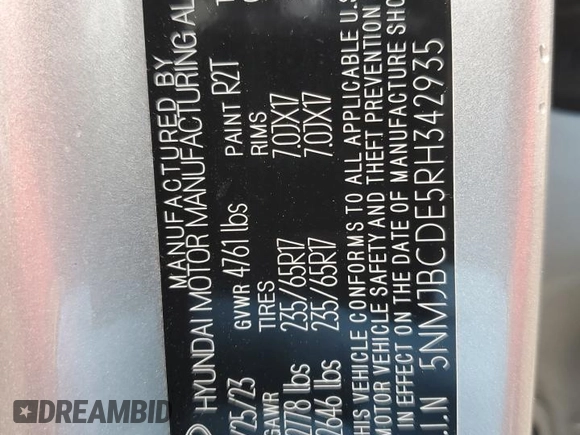 MANUFACTURED BY
HYUNDAI MOTOR MANUFACTURING AL
/25/23 GVWR 4761 lbs PAINT R2T
GAWR TIRES RIMS
2778 lbs 235/65R17 7.0JX17
2646 lbs 235/65R17 7.0JX17
THIS VEHICLE CONFORMS TO ALL APPLICABLE U.S
MOTOR VEHICLE SAFETY AND THEFT PREVENTION
IN EFFECT ON THE DATE OF MANUFACTURE SHO
V.I.N 5NMJBCDE5RH342935
DREAMBID